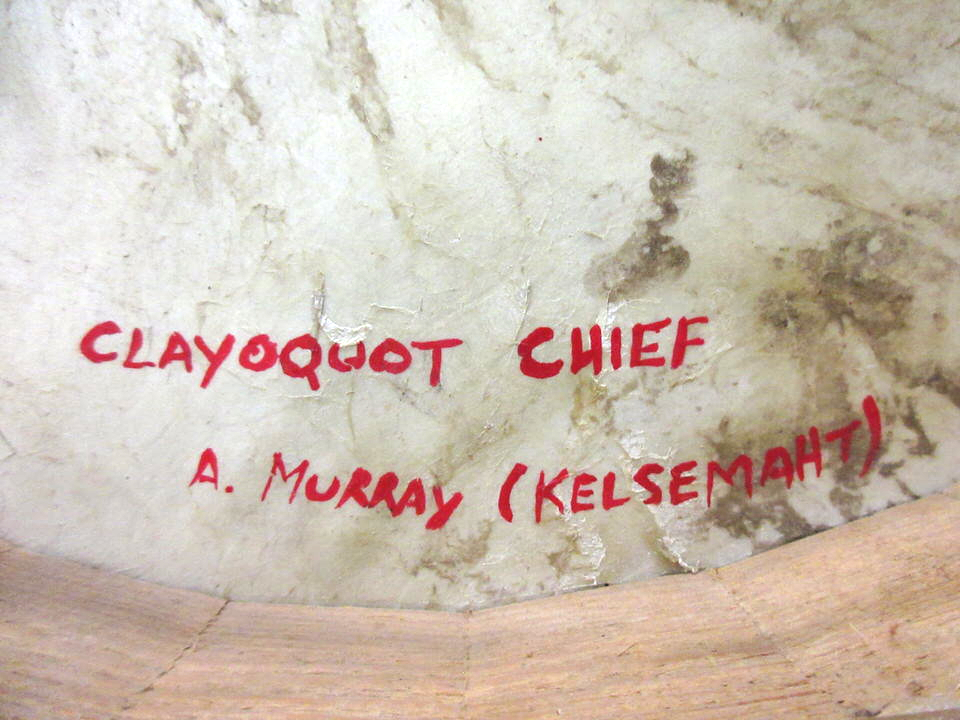 CLAYOQUOT CHIEF
A. MURRAY (KELSEMAHT)